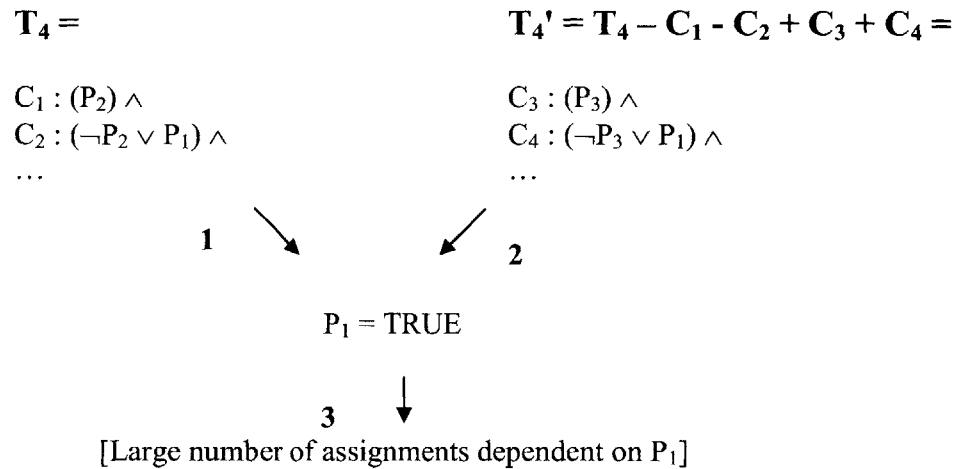 T₄ =
T₄' = T₄ – C₁ - C₂ + C₃ + C₄ =
C₁ : (P₂) ∧
C₂ : (¬P₂ ∨ P₁) ∧
…
C₃ : (P₃) ∧
C₄ : (¬P₃ ∨ P₁) ∧
…
1
2
P₁ = TRUE
3
[Large number of assignments dependent on P₁]